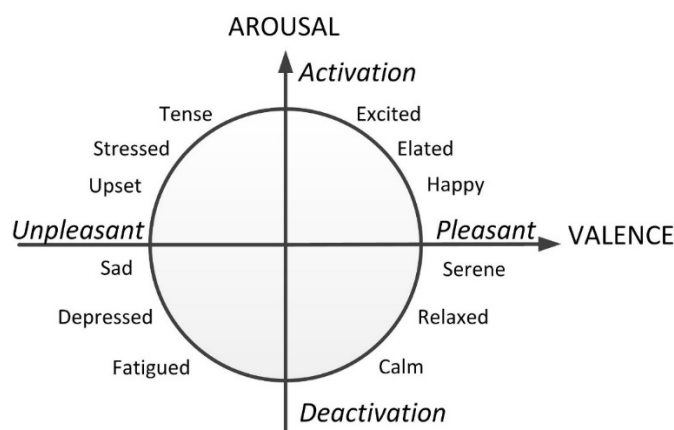 AROUSAL
Activation
Tense
Excited
Stressed
Elated
Upset
Happy
Unpleasant
Pleasant
VALENCE
Sad
Serene
Depressed
Relaxed
Fatigued
Calm
Deactivation